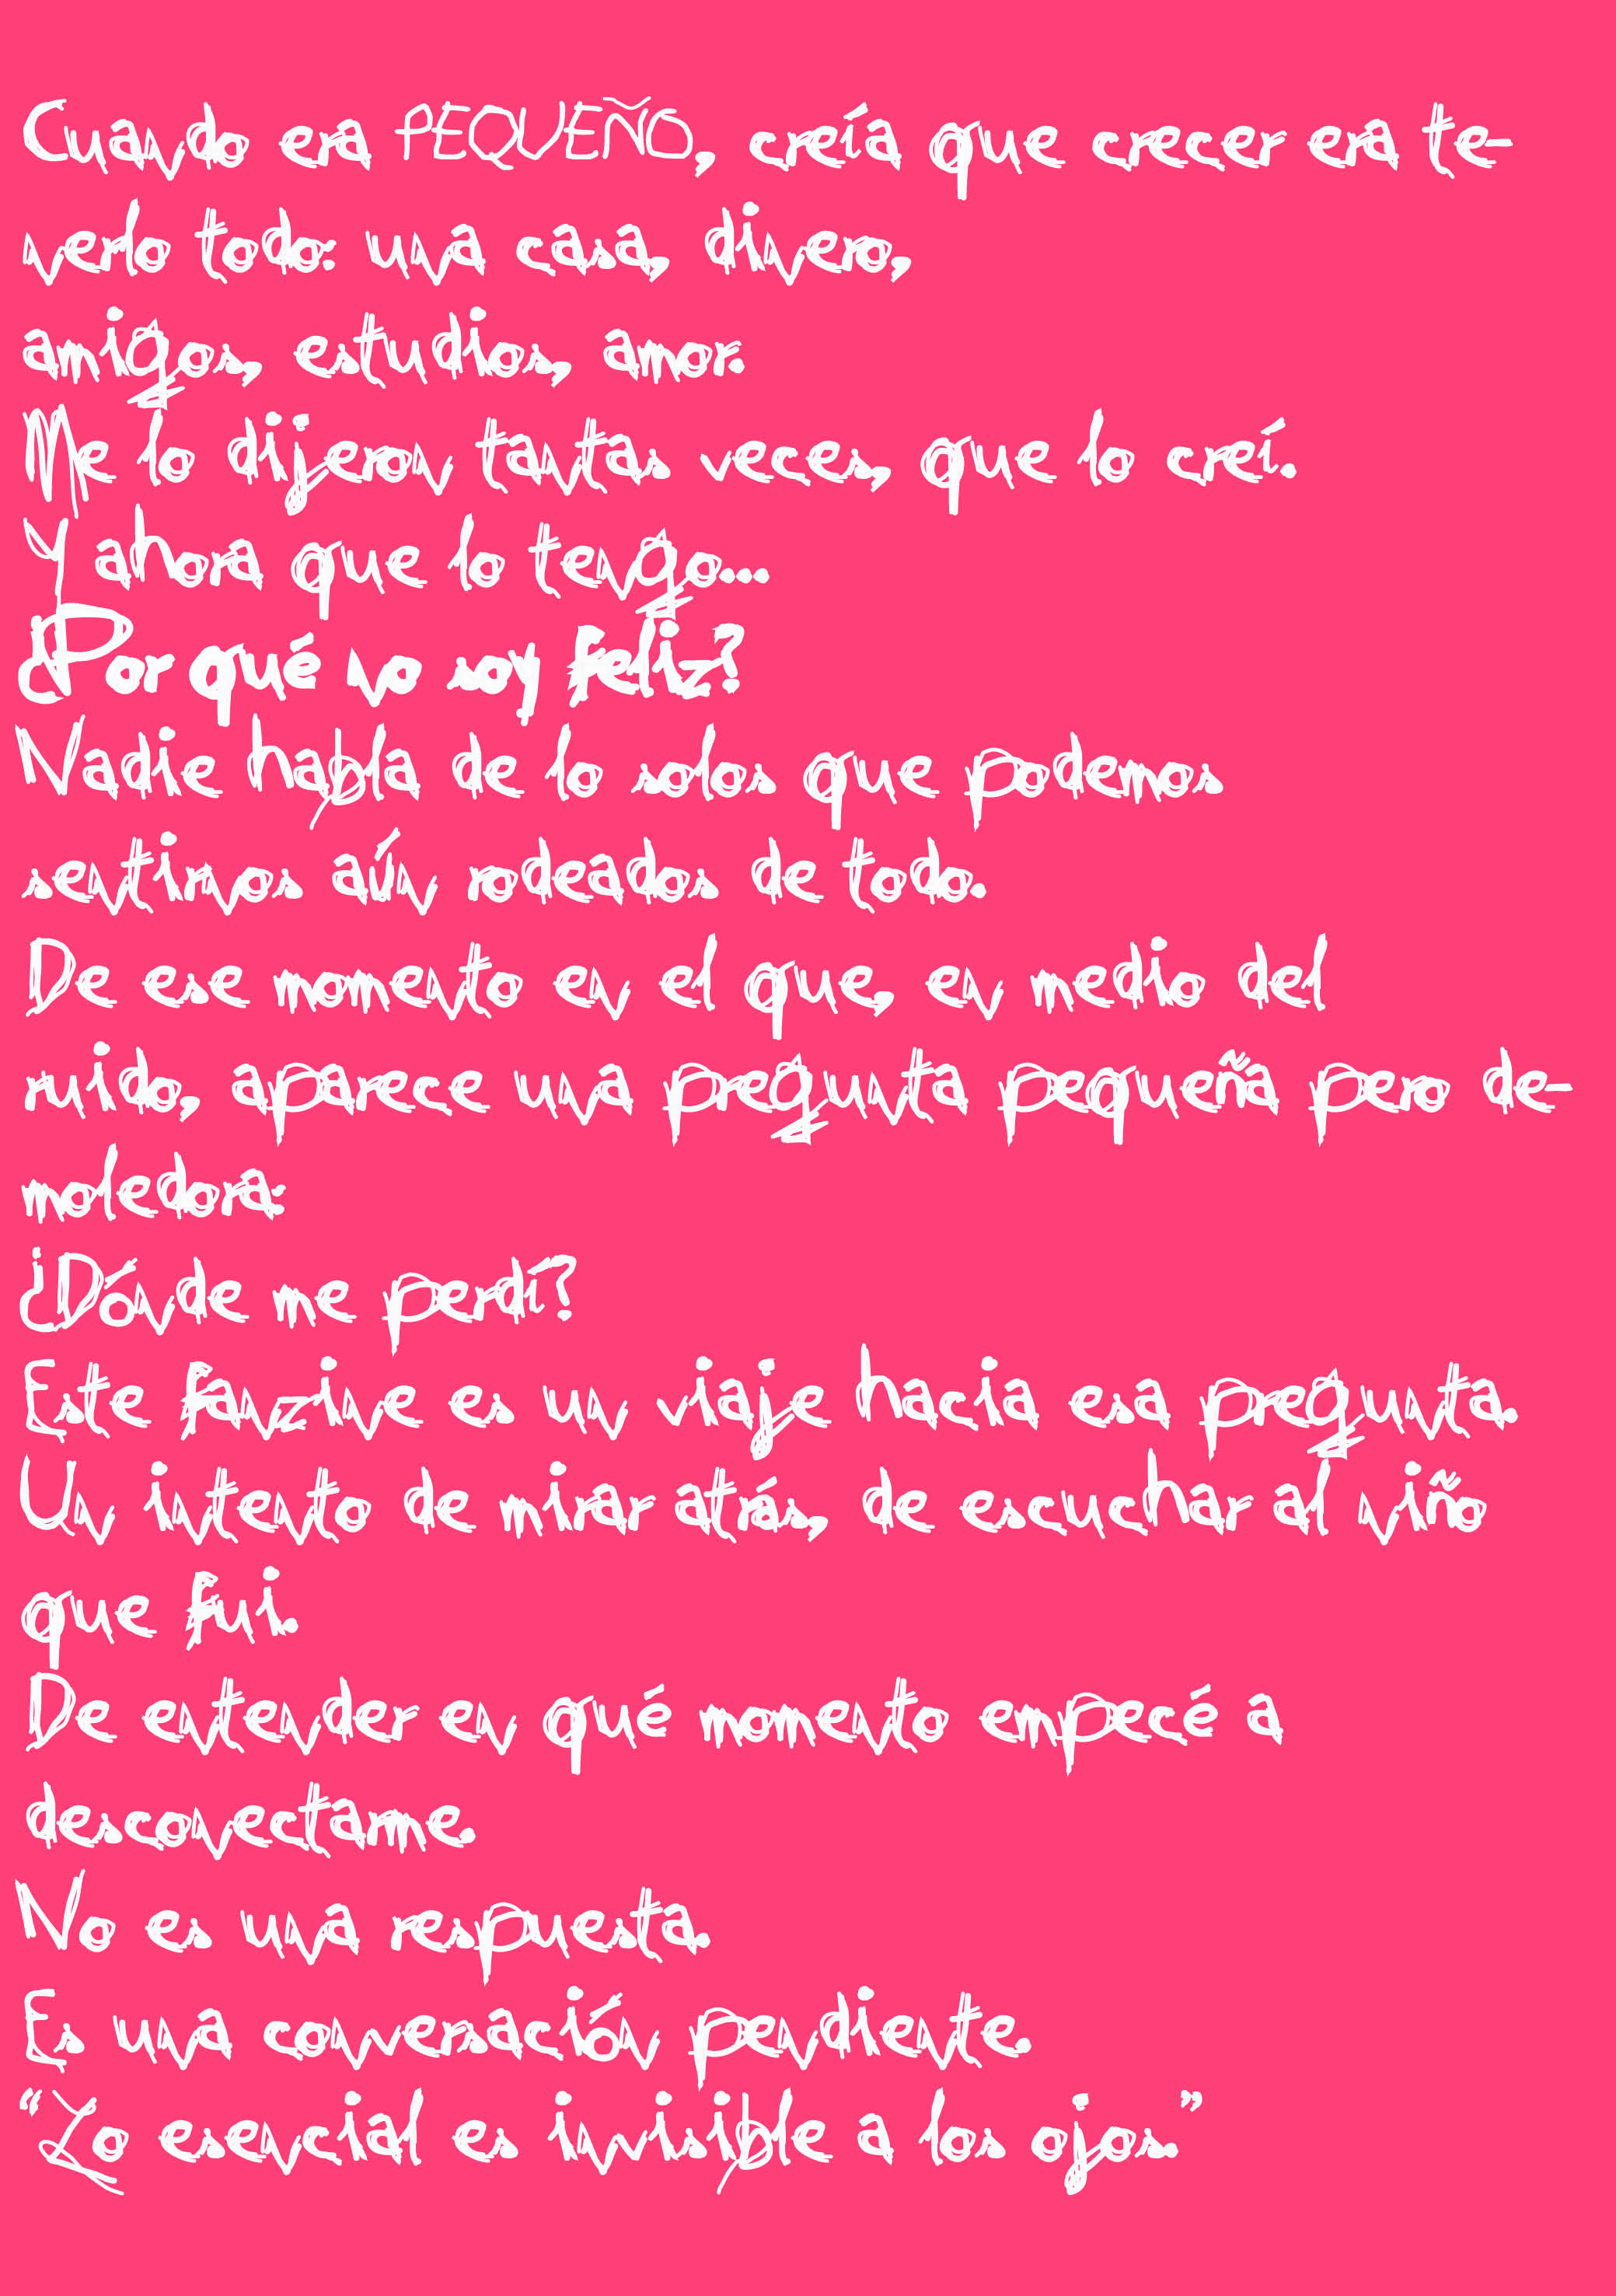 Cuando era PEQUEÑO, creía que crecer era te-
nerlo todo: una casa, dinero,
amigos, estudios, amor.
Me lo dijeron tantas veces, que lo creí.
Y ahora que lo tengo...
¿Por qué no soy feliz?
Nadie habla de lo solos que podemos
sentirnos aún rodeados de todo.
De ese momento en el que, en medio del
ruido, aparece una pregunta pequeña pero de-
moledora:
¿Dónde me perdí?
Este fanzine es un viaje hacia esa pregunta.
Un intento de mirar atrás, de escuchar al niño
que fui.
De entender en qué momento empecé a
desconectarme.
No es una respuesta.
Es una conversación pendiente.
"Lo esencial es invisible a los ojos."